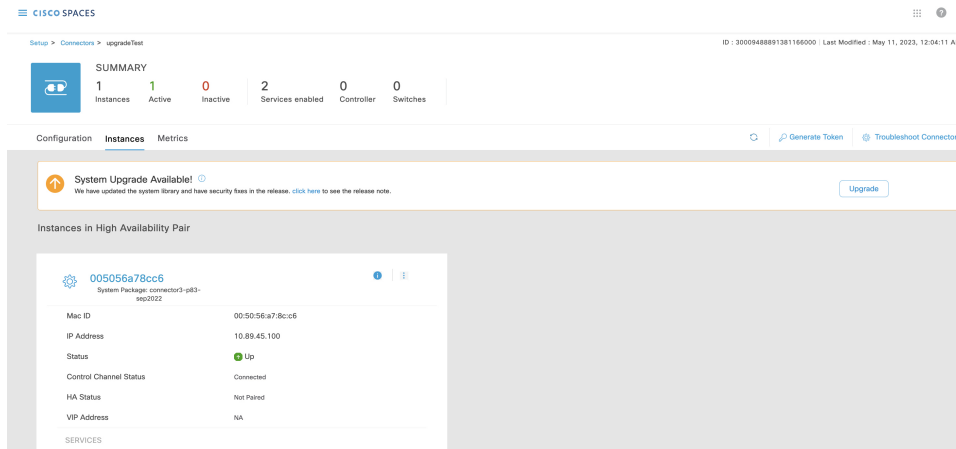 CISCO SPACES
Setup > Connectors > upgradeTest
ID : 30009488891381166000 | Last Modified : May 11, 2023, 12:04:11 A
SUMMARY
1 1 0 2 0 0
Instances Active Inactive Services enabled Controller Switches
Configuration Instances Metrics Generate Token Troubleshoot Connector
System Upgrade Available!
We have updated the system library and have security fixes in the release. click here to see the release note.
Upgrade
Instances in High Availability Pair
005056a78cc6
System Package: connector3-p83-
sep2022
Mac ID 00:50:56:a7:8c:c6
IP Address 10.89.45.100
Status Up
Control Channel Status Connected
HA Status Not Paired
VIP Address NA
SERVICES